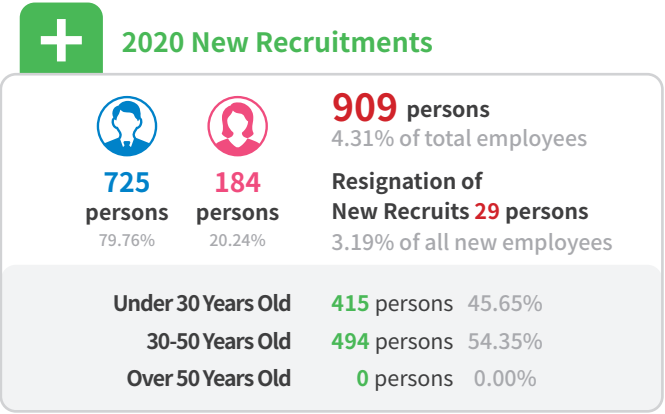 2020 New Recruitments
725
persons
79.76%
184
persons
20.24%
909 persons
4.31% of total employees
Resignation of
New Recruits 29 persons
3.19% of all new employees
Under 30 Years Old 415 persons 45.65%
30-50 Years Old 494 persons 54.35%
Over 50 Years Old 0 persons 0.00%